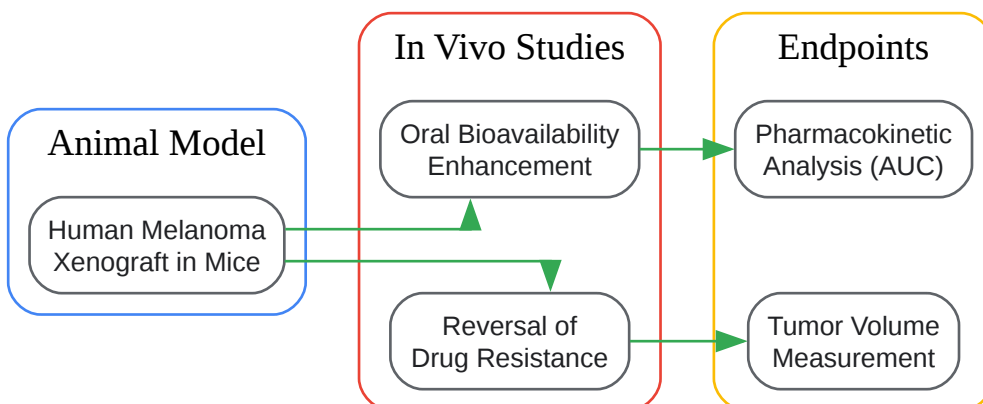 Animal Model
Human Melanoma
Xenograft in Mice
In Vivo Studies
Oral Bioavailability
Enhancement
Reversal of
Drug Resistance
Endpoints
Pharmacokinetic
Analysis (AUC)
Tumor Volume
Measurement